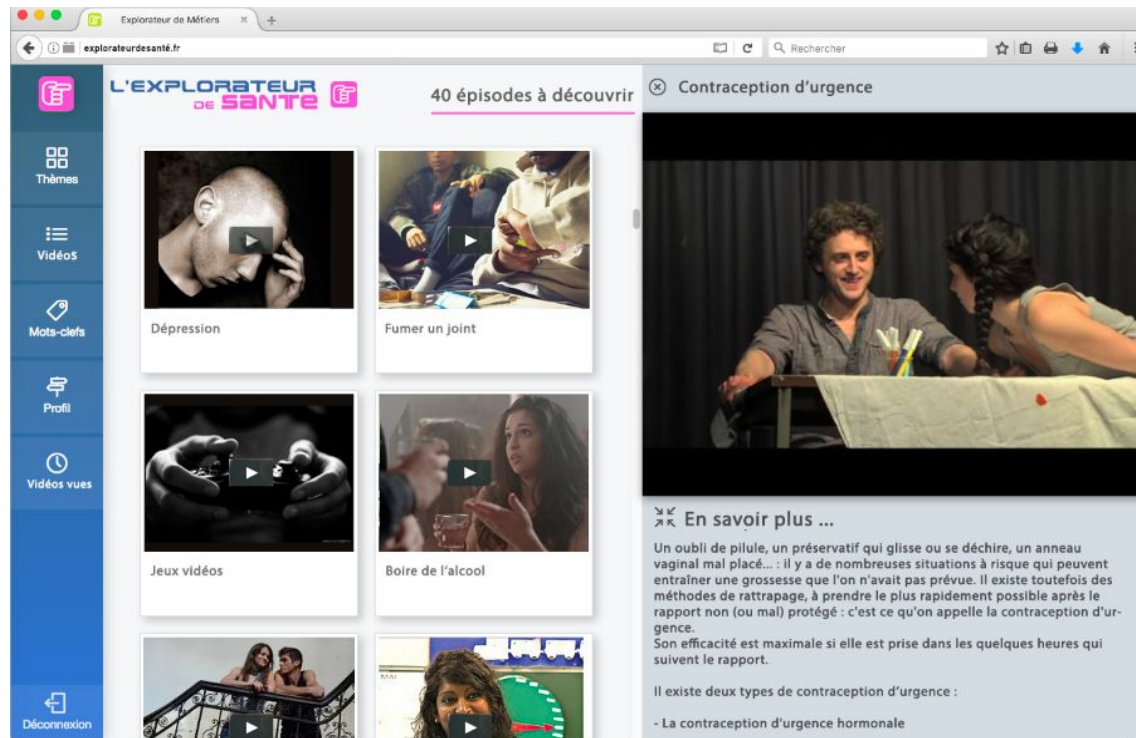 Explorateur de Métiers
explorateurdesanté.fr
Rechercher
L'EXPLORATEUR
DE SANTE
40 épisodes à découvrir
Thèmes
Vidéos
Mots-clefs
Profil
Vidéos vues
Déconnexion
Dépression
Fumer un joint
Jeux vidéos
Boire de l'alcool
Contraception d'urgence
En savoir plus ...
Un oubli de pilule, un préservatif qui glisse ou se déchire, un anneau
vaginal mal placé... : il y a de nombreuses situations à risque qui peuvent
entraîner une grossesse que l'on n'avait pas prévue. Il existe toutefois des
méthodes de rattrapage, à prendre le plus rapidement possible après le
rapport non (ou mal) protégé : c'est ce qu'on appelle la contraception d'ur-
gence.
Son efficacité est maximale si elle est prise dans les quelques heures qui
suivent le rapport.
Il existe deux types de contraception d'urgence :
- La contraception d'urgence hormonale